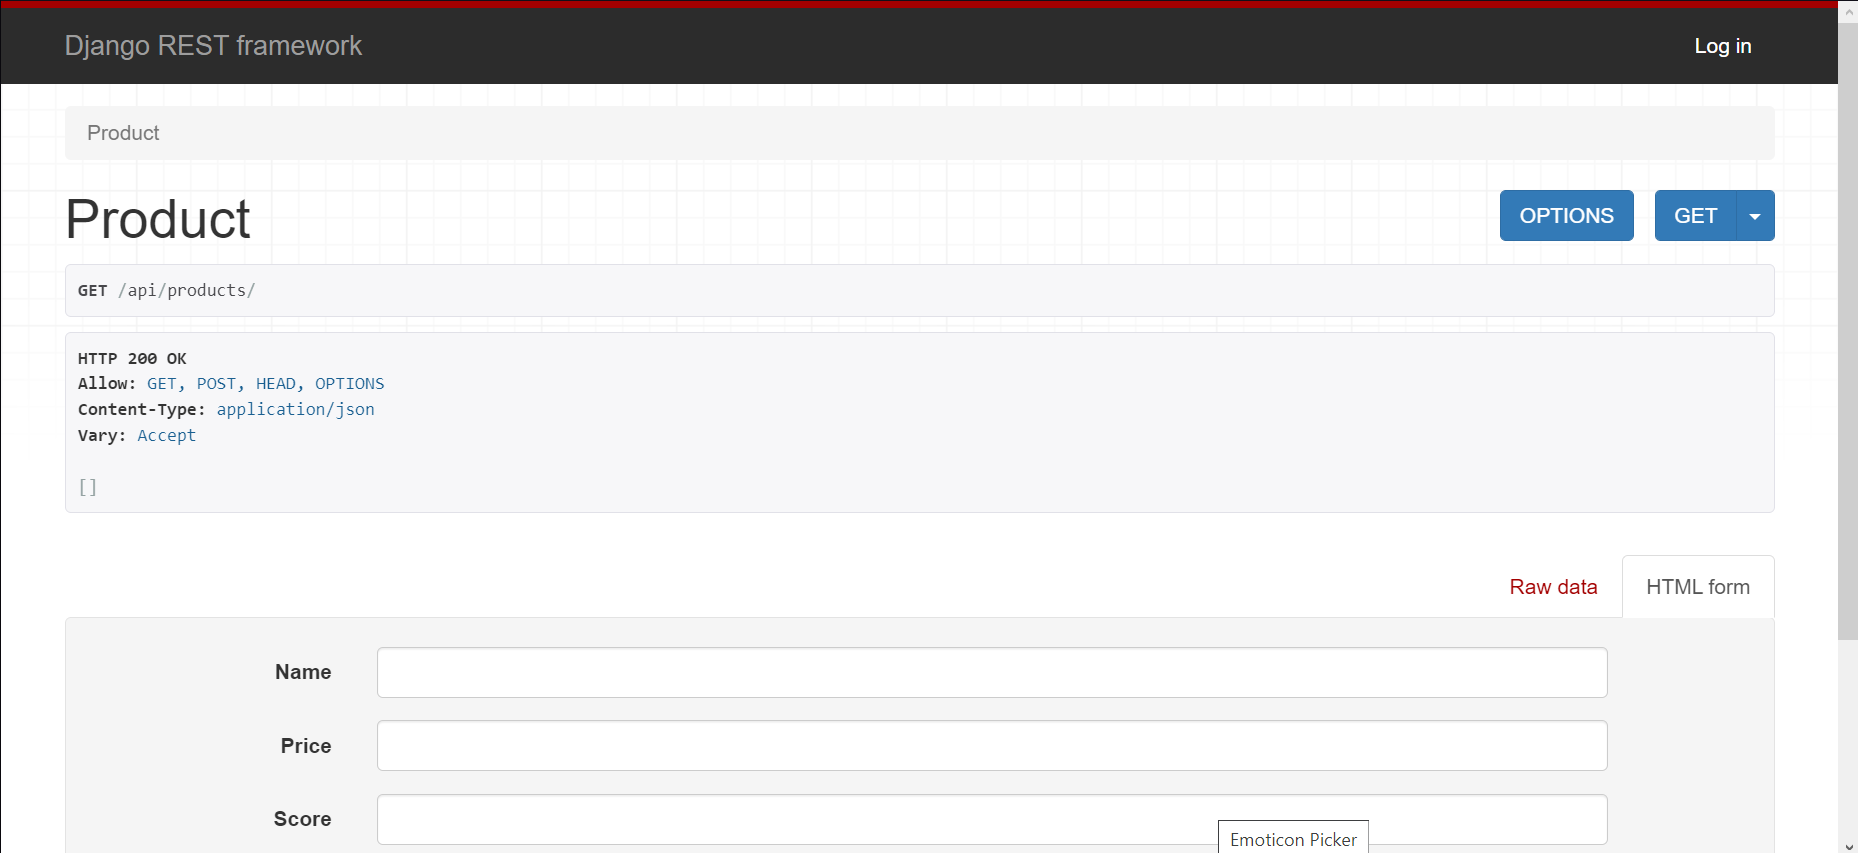 Django REST framework
Log in
Product
Product
OPTIONS
GET
GET /api/products/
HTTP 200 OK
Allow: GET, POST, HEAD, OPTIONS
Content-Type: application/json
Vary: Accept
[]
Raw data
HTML form
Name
Price
Score
Emoticon Picker